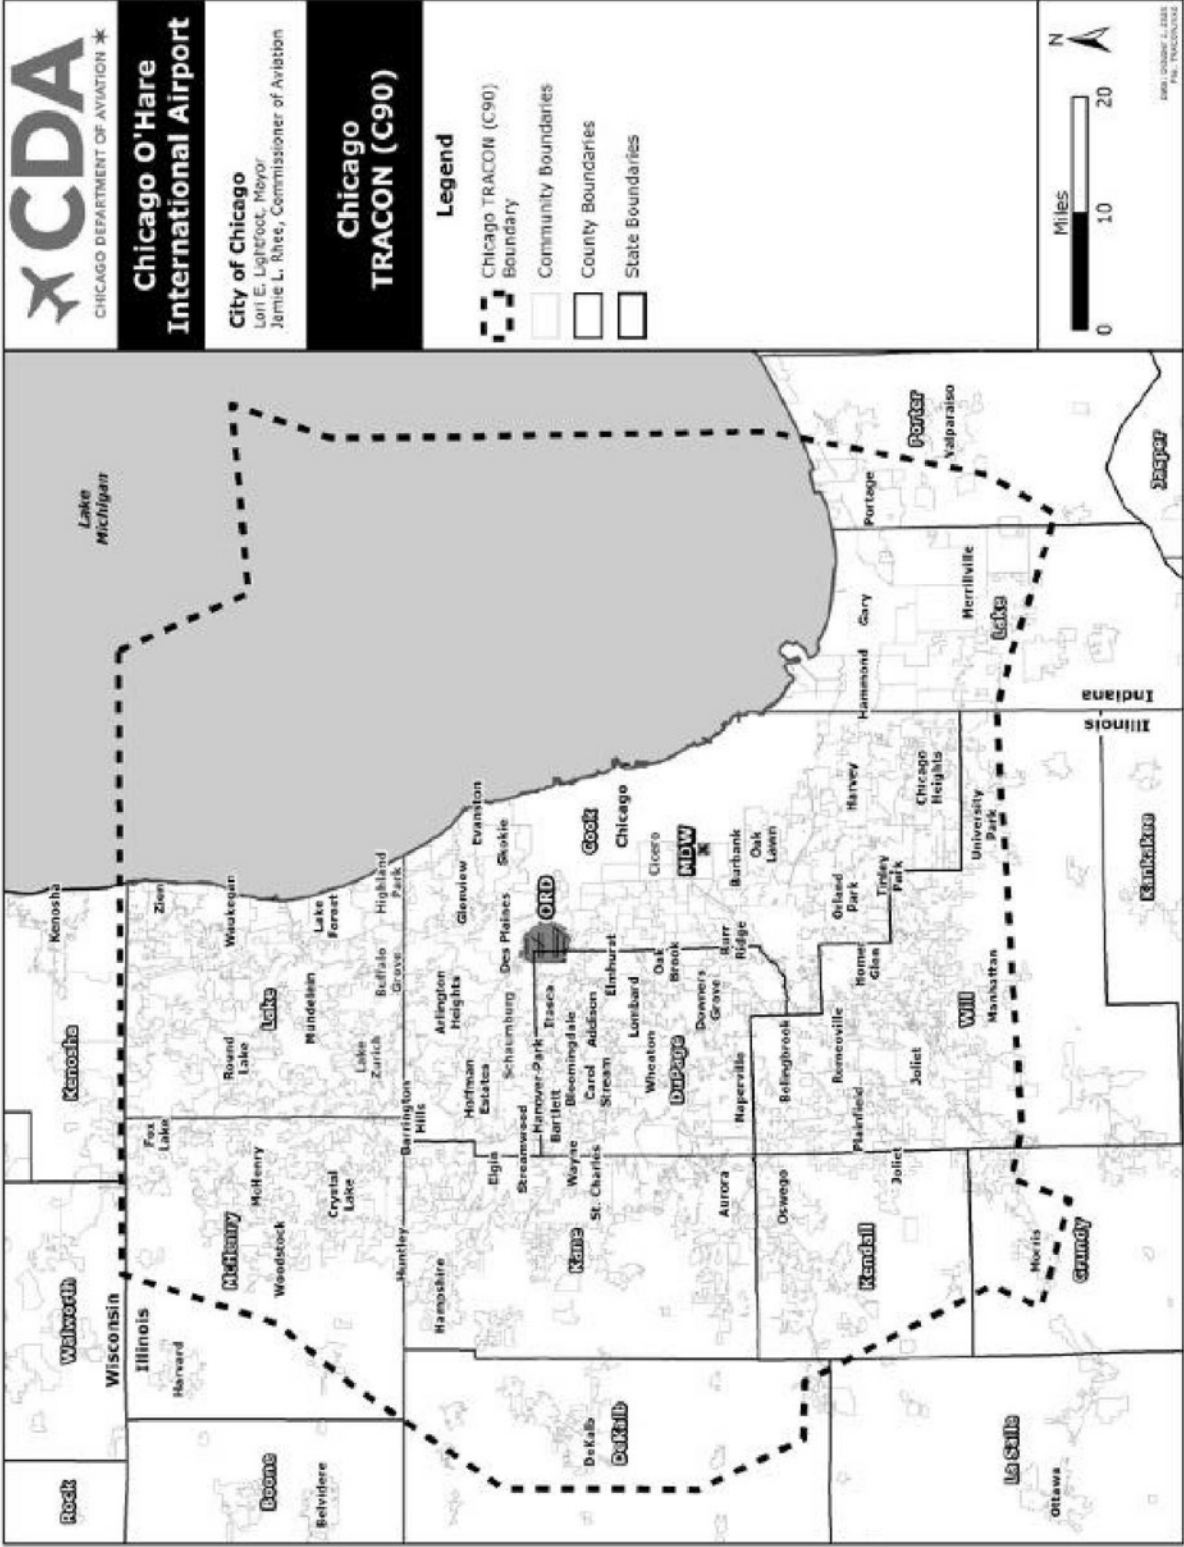 CDA
CHICAGO DEPARTMENT OF AVIATION
Chicago O'Hare
International Airport
City of Chicago
Lori E. Lightfoot, Mayor
Jamie L. Rhee, Commissioner of Aviation
Chicago
TRACON (C90)
Legend
Chicago TRACON (C90)
Boundary
Community Boundaries
County Boundaries
State Boundaries
Miles
0 10 20
N
Lake
Michigan
Rock
Walworth
Kenosha
Kenosha
Wisconsin
Illinois
Harvard
Fox
Lake
Zion
Boone
Belvidere
McHenry
McHenry
Woodstock
Crystal
Lake
Round
Lake
Lake
Mundelein
Waukegan
Lake
Forest
Lake
Zurich
Buffalo
Grove
Highland
Park
Huntley
Barrington
Hills
Hampshire
Arlington
Heights
Glenview
Evanston
Hoffman
Estates
Elgin
Schaumburg
Des Plaines
Skokie
Streamwood
Hanover Park
Bartlett
Itasca
ORD
Wayne
Bloomingdale
Kane
St. Charles
Carol
Stream
Addison
Elmhurst
Cook
Chicago
DeKalb
DeKalb
Wheaton
Lombard
Oak
Brook
Cicero
DuPage
MDW
Aurora
Naperville
Downers
Grove
Burr
Ridge
Burbank
Oak
Lawn
Oswego
Bolingbrook
Romeoville
Orland
Park
Harvey
Hammond
Gary
Portage
Plainfield
Homer
Glen
Tinley
Park
Kendall
Joliet
Joliet
Chicago
Heights
Porter
Valparaiso
Will
Manhattan
University
Park
Merrillville
Lake
La Salle
Ottawa
Morris
Grundy
Illinois
Indiana
Kankakee
Jasper